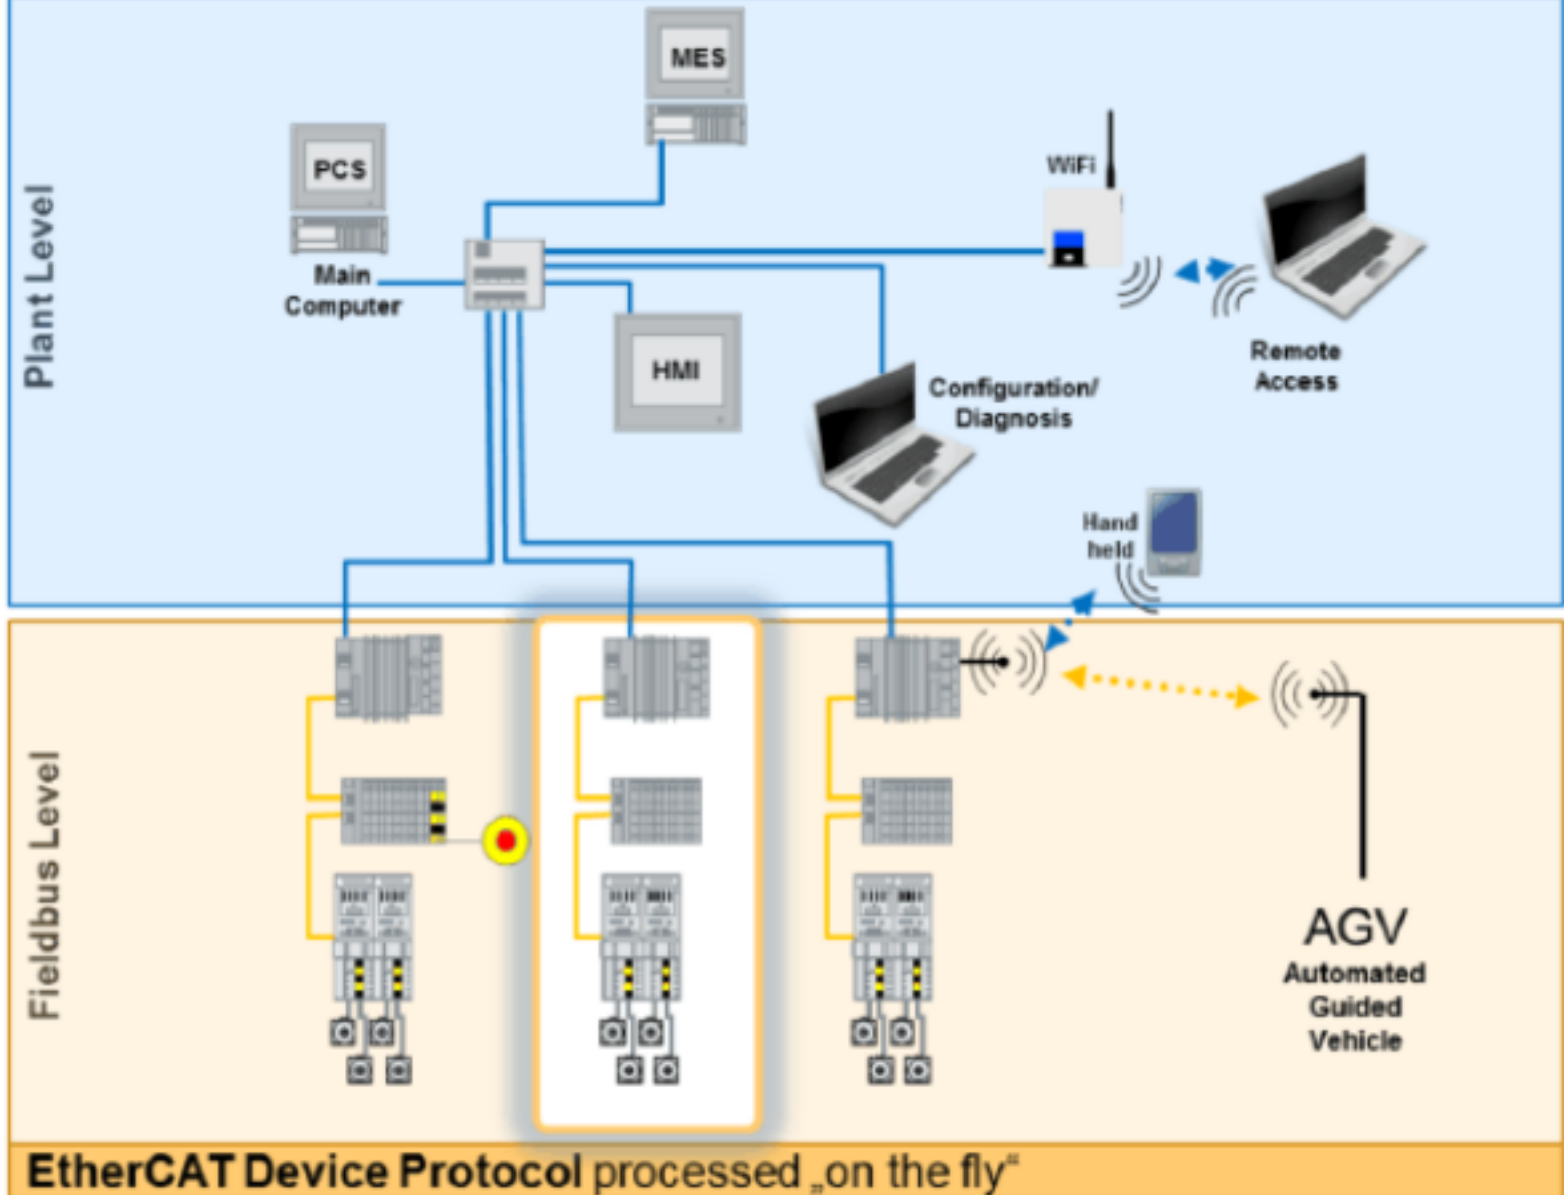 MES
PCS
WiFi
Main
Computer
HMI
Remote
Access
Configuration/
Diagnosis
Hand
held
Plant Level
Fieldbus Level
AGV
Automated
Guided
Vehicle
EtherCAT Device Protocol processed „on the fly“